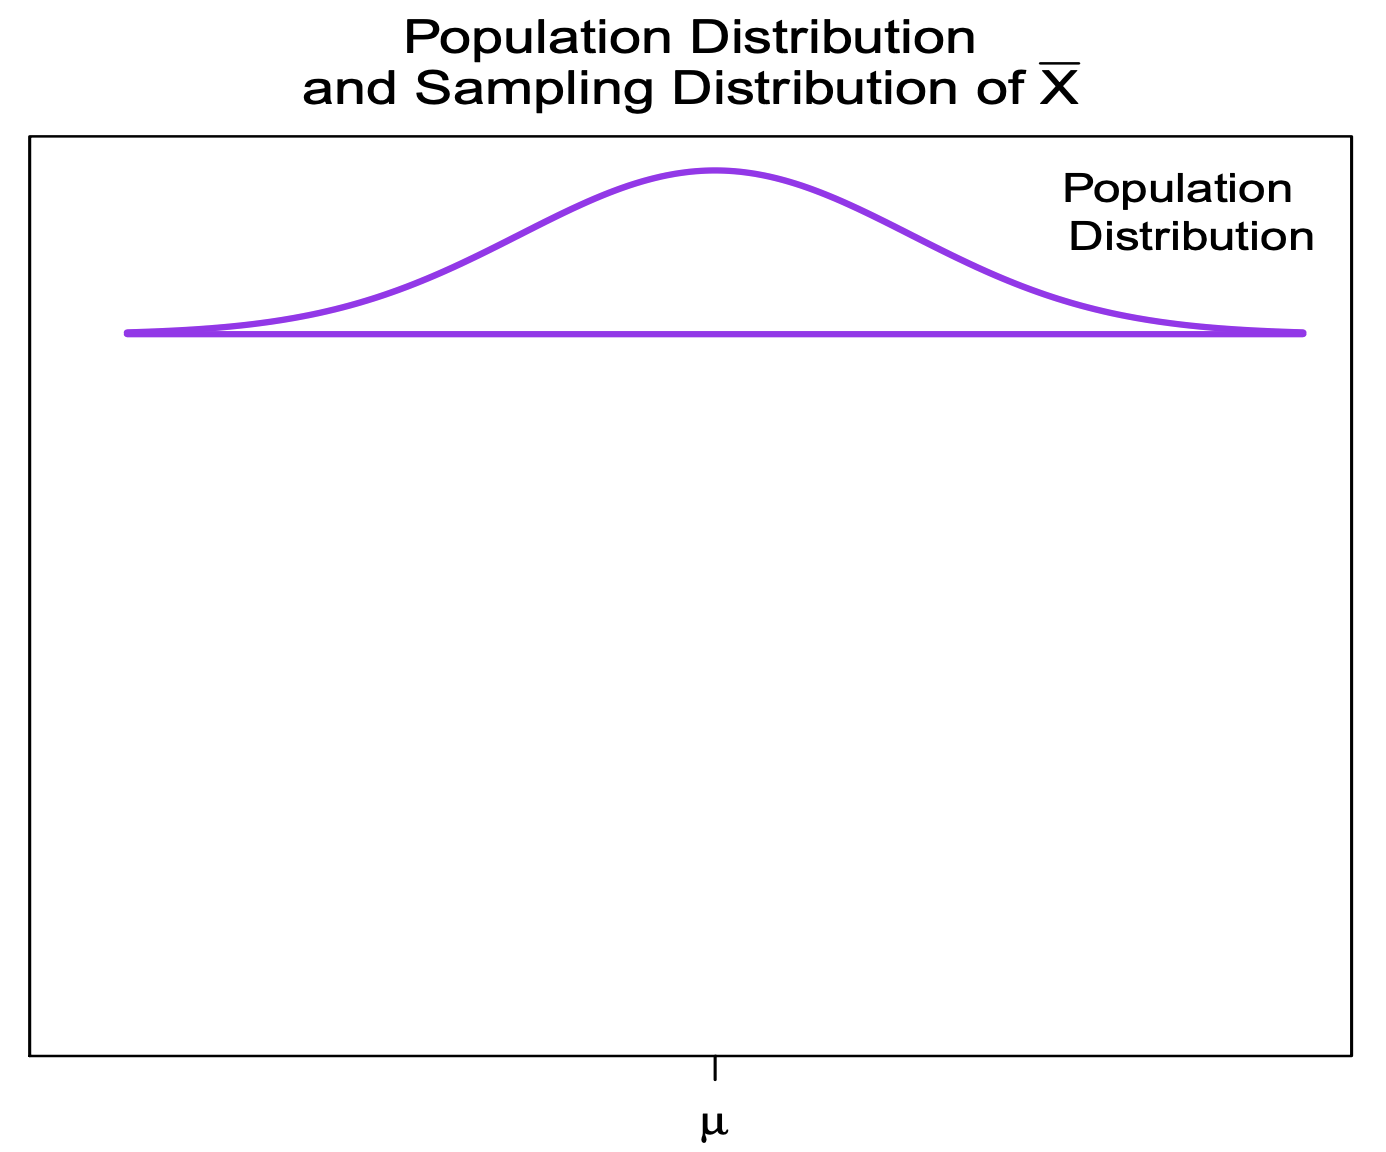 Population Distribution
and Sampling Distribution of X̅
Population
Distribution
μ